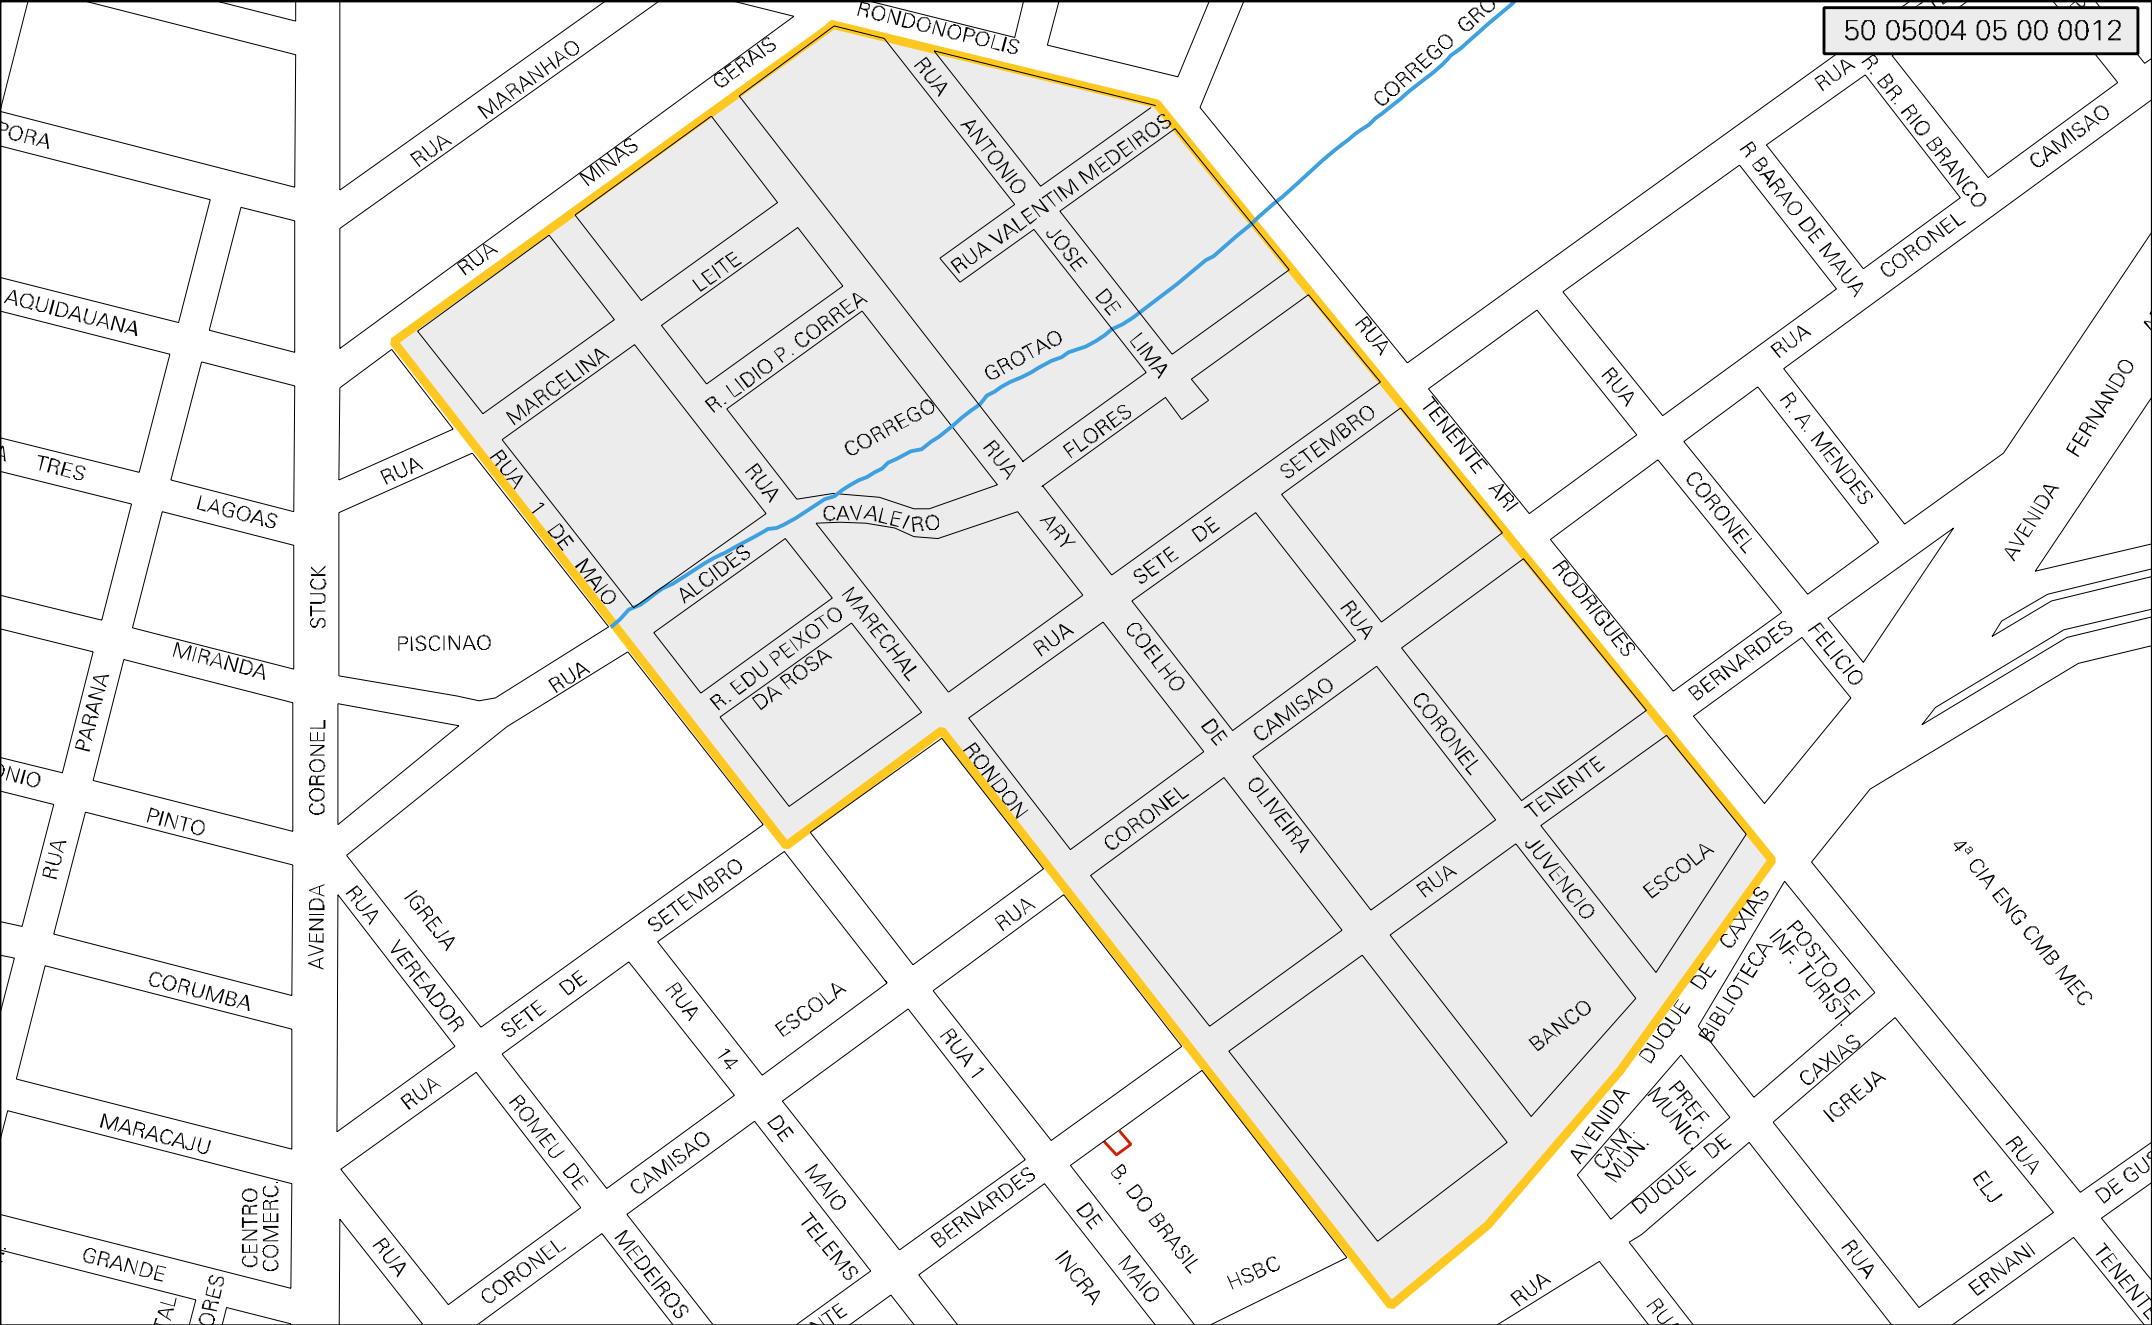 50 05004 05 00 0012
RONDONOPOLIS
RUA MARANHAO
RUA MINAS GERAIS
CORREGO GRO
RUA
R. BR. RIO BRANCO
R BARAO DE MAUA
RUA CORONEL CAMISAO
PORA
AQUIDAUANA
TRES LAGOAS
MIRANDA
PINTO
CORUMBA
MARACAJU
GRANDE
RUA PARANA
AVENIDA CORONEL STUCK
CENTRO
COMERC.
RUA ANTONIO JOSE DE LIMA
RUA VALENTIM MEDEIROS
RUA MARCELINA LEITE
R. LIDIO P. CORREA
CORREGO GROTAO
RUA 1 DE MAIO
RUA ALCIDES CAVALEIRO FLORES
PISCINAO
RUA
R. EDU PEIXOTO
DA ROSA
RUA MARECHAL RONDON
RUA ARY COELHO DE OLIVEIRA
RUA SETE DE SETEMBRO
RUA CORONEL JUVENCIO
CORONEL CAMISAO
RUA TENENTE
ESCOLA
BANCO
RUA TENENTE ARI RODRIGUES
RUA CORONEL FELICIO
R. A. MENDES
BERNARDES
AVENIDA FERNANDO
4ª CIA ENG CMB MEC
AVENIDA DUQUE DE CAXIAS
BIBLIOTECA
POSTO DE
INF. TURIST.
PREF.
MUNIC.
CAM.
MUN.
DUQUE DE CAXIAS
IGREJA
ELJ
RUA
DE GUS
TENENTE
ERNANI
RUA
RUA
RUA
IGREJA
RUA VEREADOR ROMEU DE MEDEIROS
SETE DE SETEMBRO
RUA
ESCOLA
RUA 14 DE MAIO
RUA CORONEL CAMISAO
TELEMS
RUA 1 DE MAIO
BERNARDES
INCRA
B. DO BRASIL
HSBC
RUA